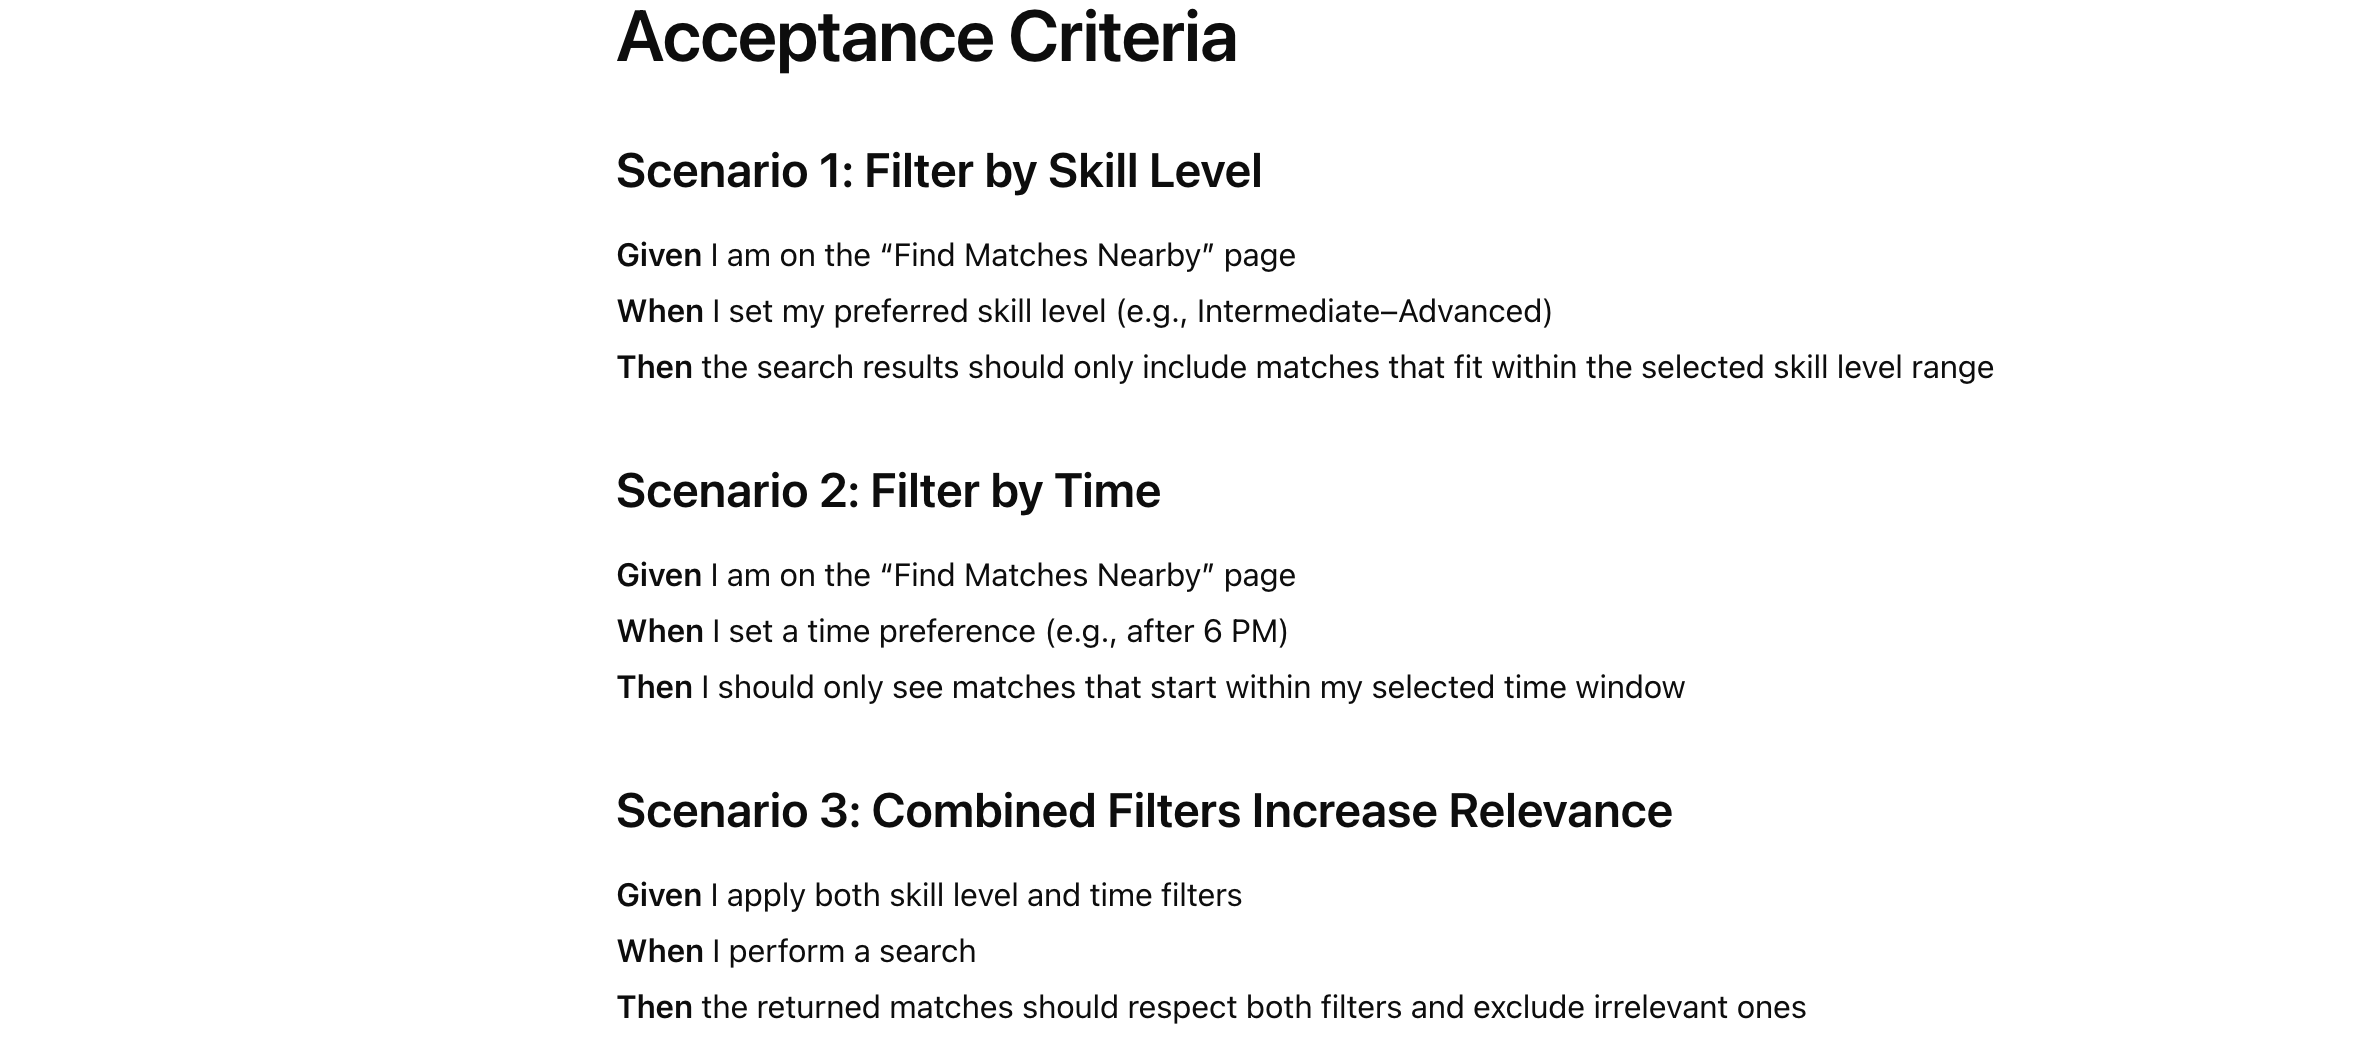 Acceptance Criteria
Scenario 1: Filter by Skill Level
Given I am on the “Find Matches Nearby” page
When I set my preferred skill level (e.g., Intermediate–Advanced)
Then the search results should only include matches that fit within the selected skill level range
Scenario 2: Filter by Time
Given I am on the “Find Matches Nearby” page
When I set a time preference (e.g., after 6 PM)
Then I should only see matches that start within my selected time window
Scenario 3: Combined Filters Increase Relevance
Given I apply both skill level and time filters
When I perform a search
Then the returned matches should respect both filters and exclude irrelevant ones